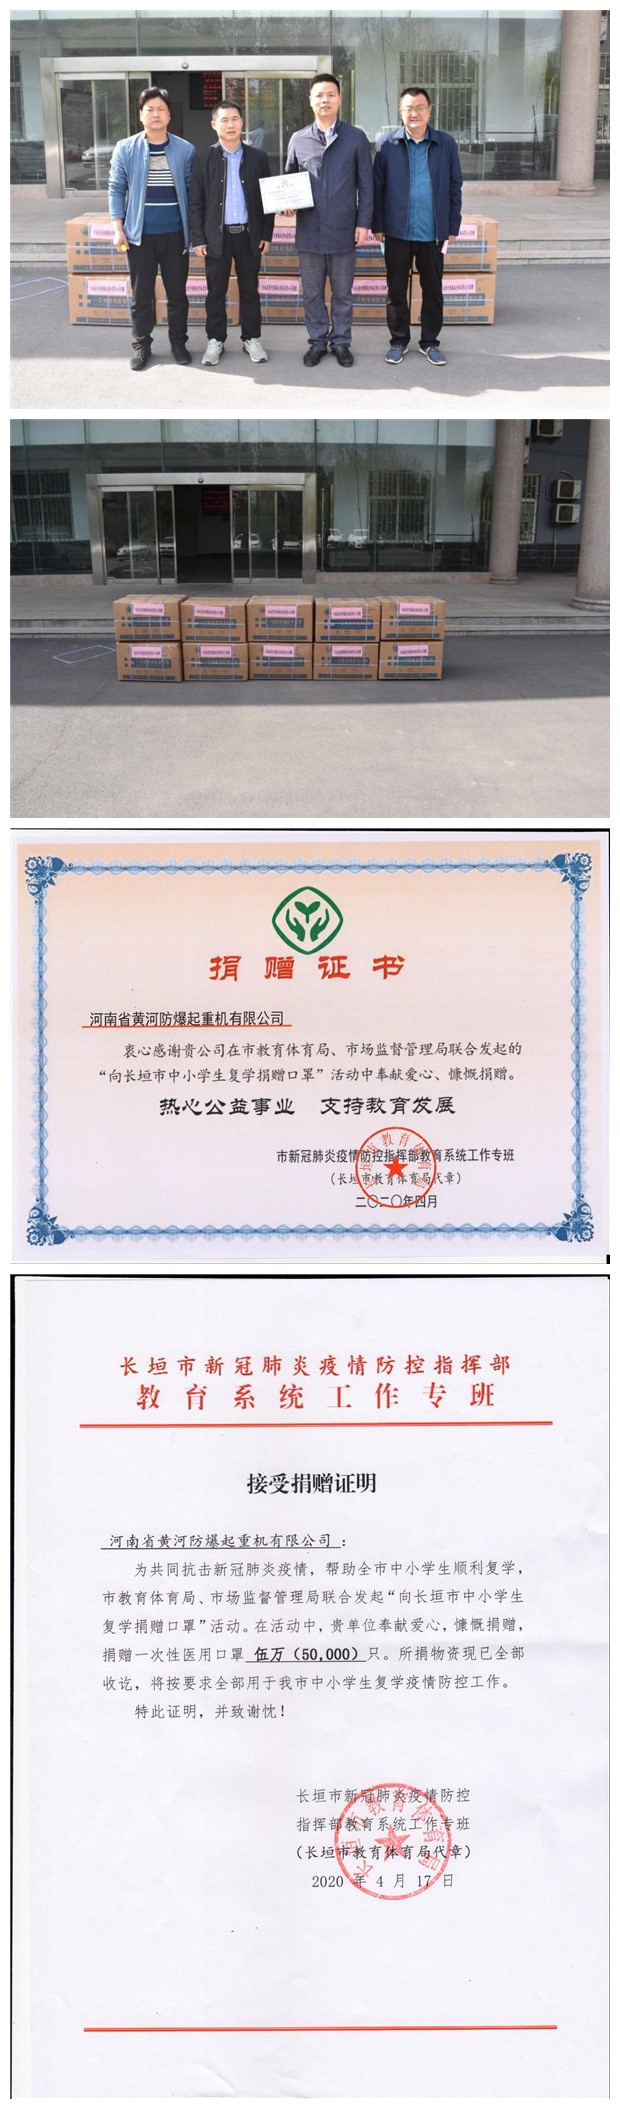 捐赠证书
河南省黄河防爆起重机有限公司
衷心感谢贵公司在市教育体育局、市场监督管理局联合发起的
“向长垣市中小学生复学捐赠口罩”活动中奉献爱心、慷慨捐赠。
热心公益事业 支持教育发展
市新冠肺炎疫情防控指挥部教育系统工作专班
(长垣市教育体育局代章)
二〇二〇年四月
长垣市教育体育局
长垣市新冠肺炎疫情防控指挥部
教育系统工作专班
接受捐赠证明
河南省黄河防爆起重机有限公司:
为共同抗击新冠肺炎疫情，帮助全市中小学生顺利复学，
市教育体育局、市场监督管理局联合发起“向长垣市中小学生
复学捐赠口罩”活动。在活动中，贵单位奉献爱心，慷慨捐赠，
捐赠一次性医用口罩 伍万（50,000）只。所捐物资现已全部
收讫，将按要求全部用于我市中小学生复学疫情防控工作。
特此证明，并致谢忱！
长垣市新冠肺炎疫情防控
指挥部教育系统工作专班
(长垣市教育体育局代章)
2020 年 4 月 17 日
长垣市教育体育局